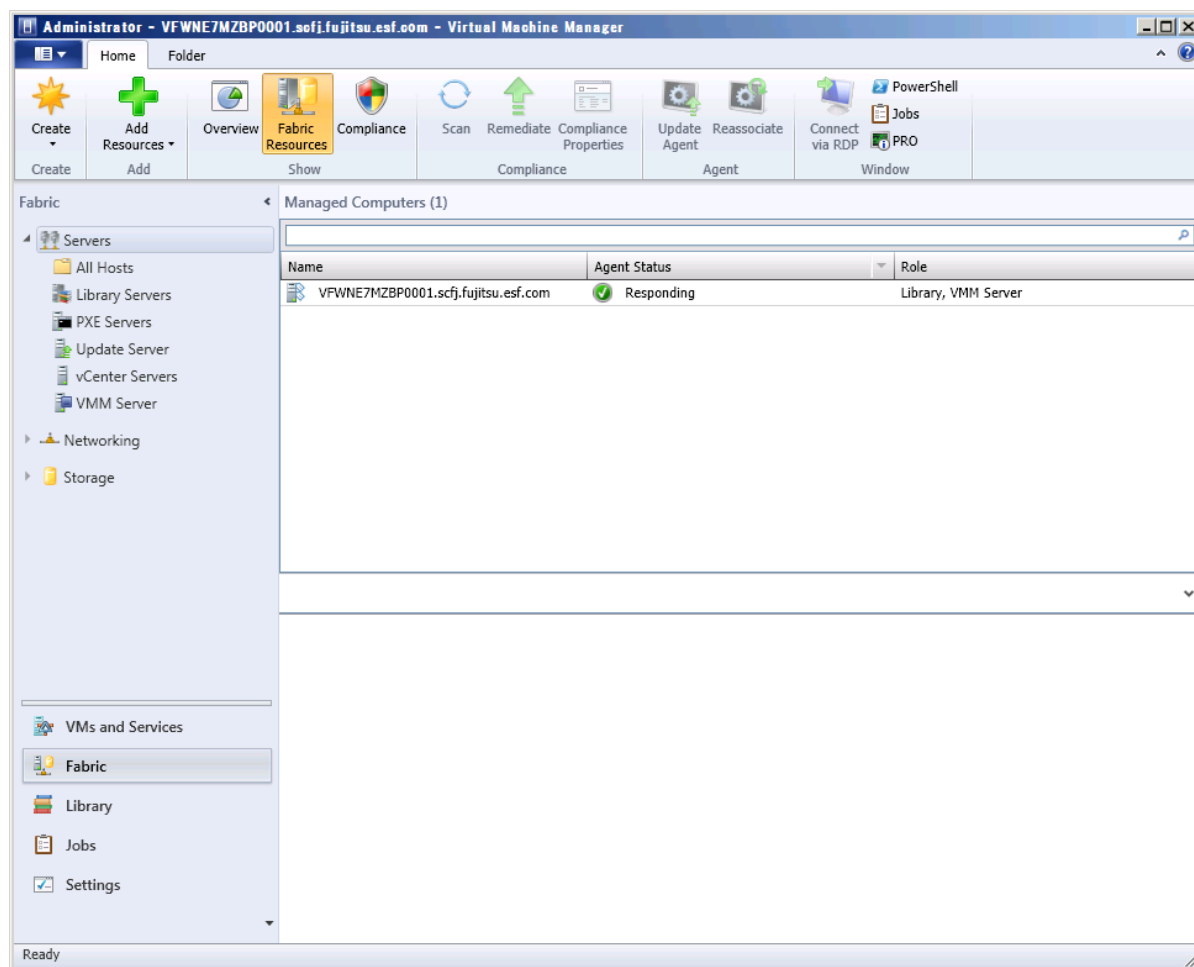 Administrator - VFWNE7MZBP0001.scfj.fujitsu.esf.com - Virtual Machine Manager
Home Folder
Create
Add Resources
Overview
Fabric Resources
Compliance
Scan
Remediate
Compliance Properties
Update Agent
Reassociate
Connect via RDP
PowerShell
Jobs
PRO
Create Add Show Compliance Agent Window
Fabric
Servers
All Hosts
Library Servers
PXE Servers
Update Server
vCenter Servers
VMM Server
Networking
Storage
VMs and Services
Fabric
Library
Jobs
Settings
Managed Computers (1)
Name Agent Status Role
VFWNE7MZBP0001.scfj.fujitsu.esf.com Responding Library, VMM Server
Ready